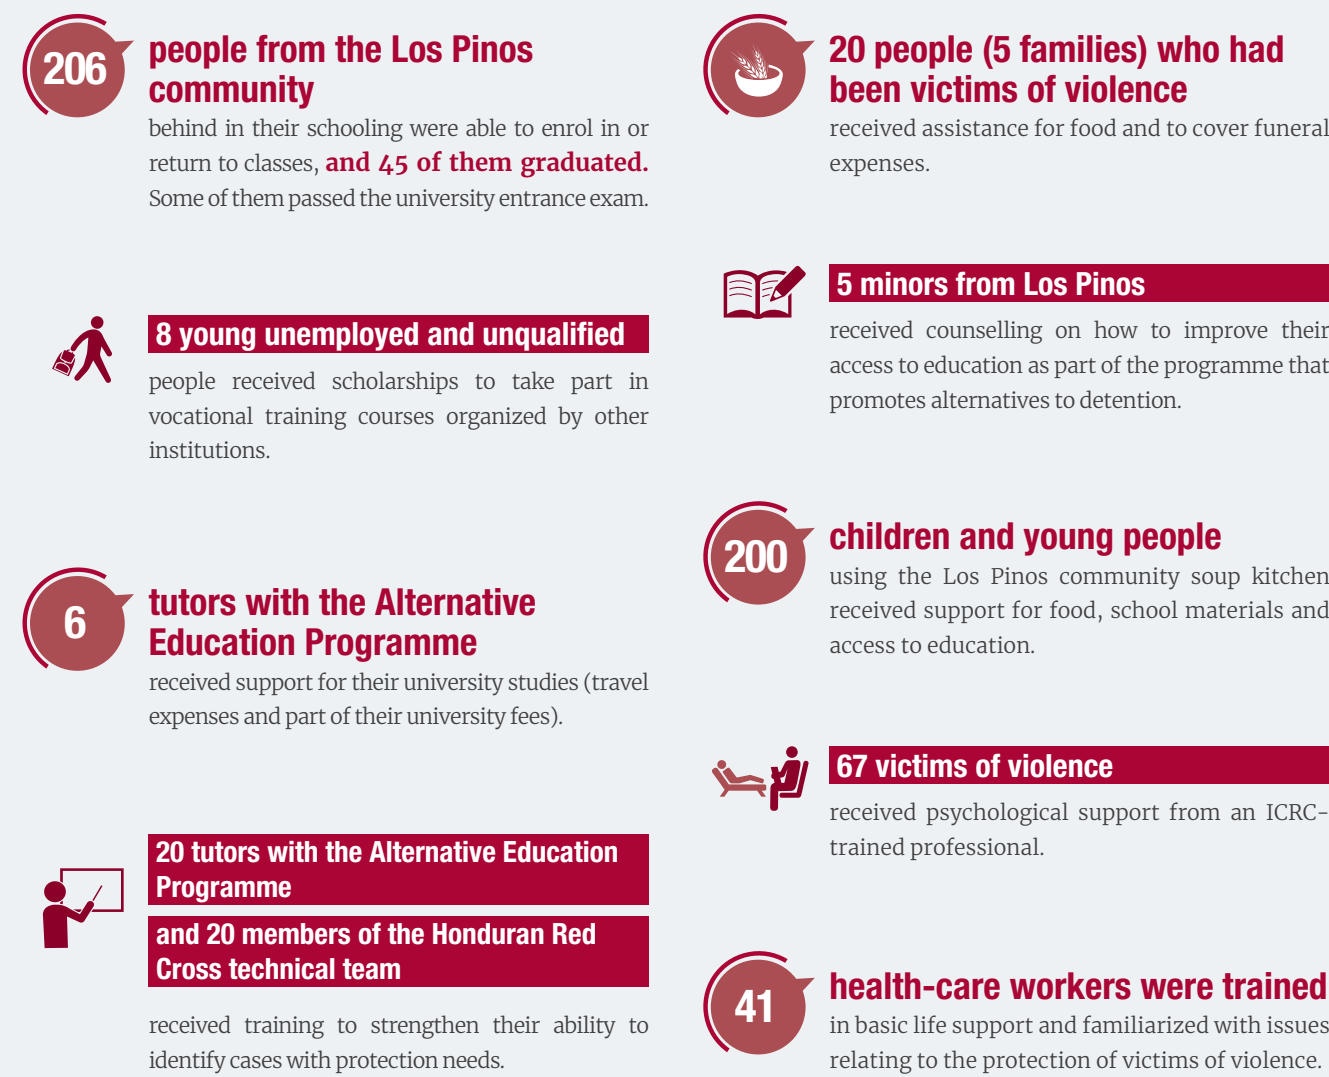 206
people from the Los Pinos
community
behind in their schooling were able to enrol in or
return to classes, and 45 of them graduated.
Some of them passed the university entrance exam.
8 young unemployed and unqualified
people received scholarships to take part in
vocational training courses organized by other
institutions.
6
tutors with the Alternative
Education Programme
received support for their university studies (travel
expenses and part of their university fees).
20 tutors with the Alternative Education
Programme
and 20 members of the Honduran Red
Cross technical team
received training to strengthen their ability to
identify cases with protection needs.
20 people (5 families) who had
been victims of violence
received assistance for food and to cover funeral
expenses.
5 minors from Los Pinos
received counselling on how to improve their
access to education as part of the programme that
promotes alternatives to detention.
200
children and young people
using the Los Pinos community soup kitchen
received support for food, school materials and
access to education.
67 victims of violence
received psychological support from an ICRC-
trained professional.
41
health-care workers were trained
in basic life support and familiarized with issues
relating to the protection of victims of violence.